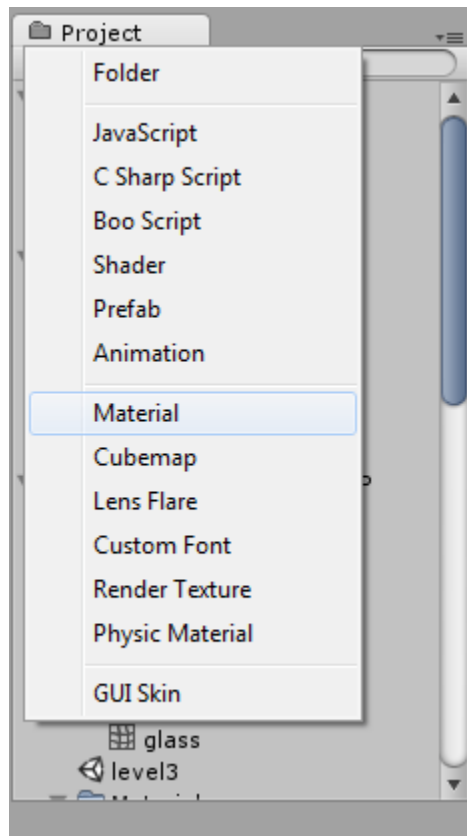 Project
Folder
JavaScript
C Sharp Script
Boo Script
Shader
Prefab
Animation
Material
Cubemap
Lens Flare
Custom Font
Render Texture
Physic Material
GUI Skin
glass
level3